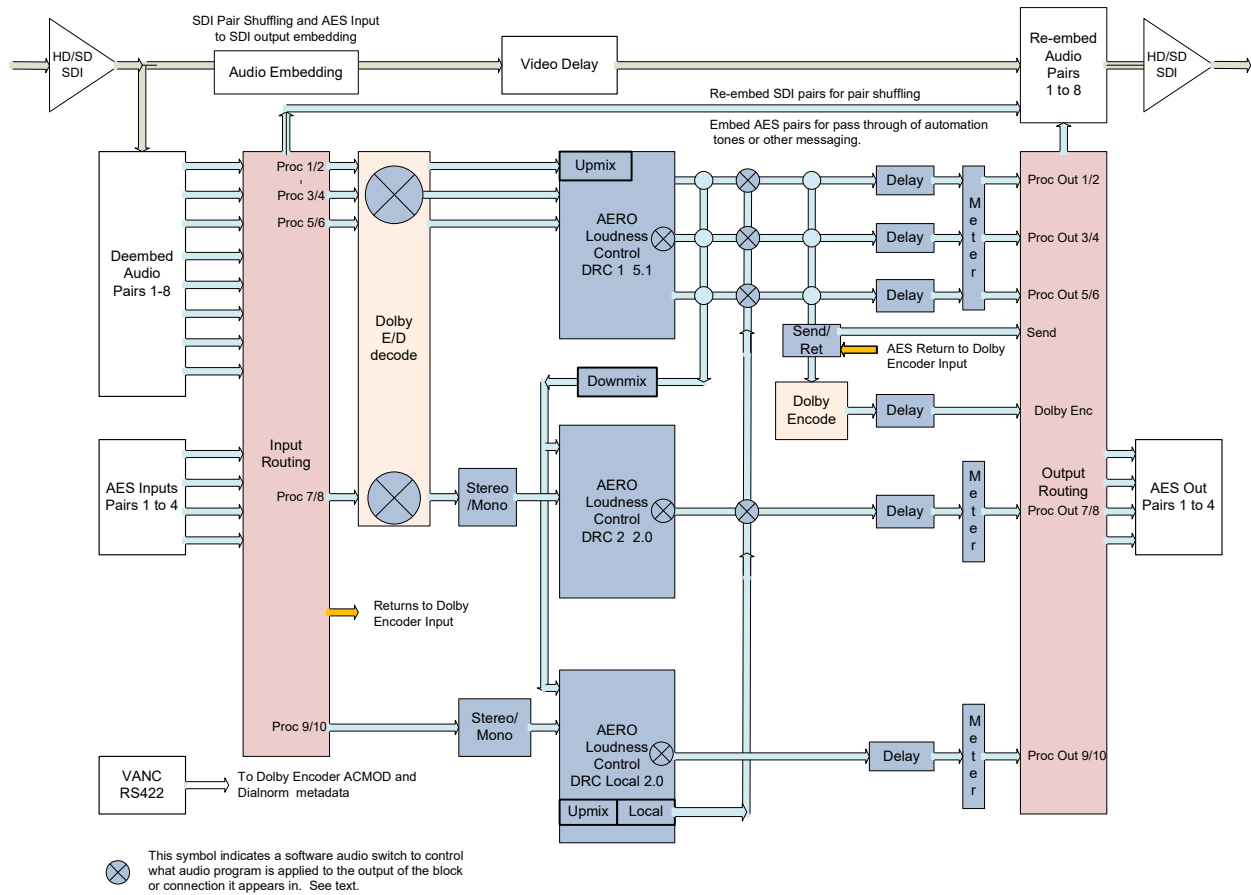 SDI Pair Shuffling and AES Input
to SDI output embedding
HD/SD
SDI
Audio Embedding
Video Delay
Re-embed
Audio
Pairs
1 to 8
HD/SD
SDI
Re-embed SDI pairs for pair shuffling
Embed AES pairs for pass through of automation
tones or other messaging.
Deembed
Audio
Pairs 1-8
Proc 1/2
Proc 3/4
Proc 5/6
Input
Routing
Proc 7/8
Proc 9/10
Dolby
E/D
decode
Upmix
AERO
Loudness
Control
DRC 1 5.1
Delay
Delay
Delay
Meter
Proc Out 1/2
Proc Out 3/4
Proc Out 5/6
Send/
Ret
Send
AES Return to Dolby
Encoder Input
Downmix
Dolby
Encode
Delay
Dolby Enc
AES Inputs
Pairs 1 to 4
Stereo
/Mono
AERO
Loudness
Control
DRC 2 2.0
Delay
Meter
Output
Routing
Proc Out 7/8
AES Out
Pairs 1 to 4
Returns to Dolby
Encoder Input
Stereo/
Mono
AERO
Loudness
Control
DRC Local 2.0
Upmix
Local
Delay
Meter
Proc Out 9/10
VANC
RS422
To Dolby Encoder ACMOD and
Dialnorm metadata
This symbol indicates a software audio switch to control
what audio program is applied to the output of the block
or connection it appears in. See text.